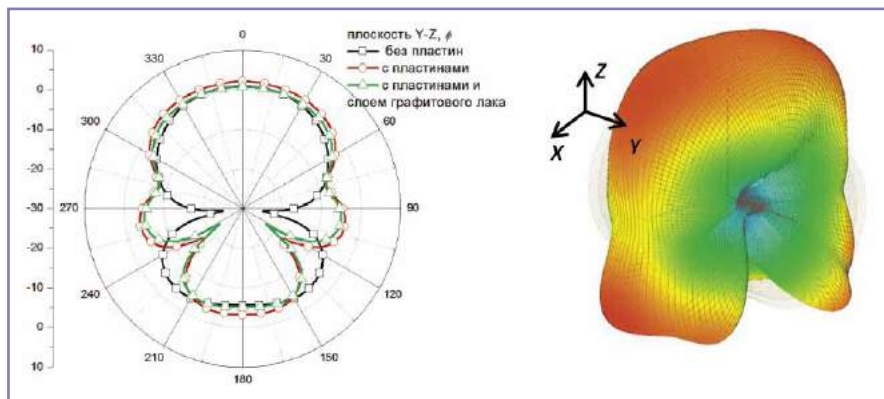 плоскость Y-Z, ϕ
без пластин
с пластинами
с пластинами и
слоем графитового лака
10
0
-10
-20
-30
-20
-10
0
10
0
30
60
90
120
150
180
210
240
270
300
330
Z
Y
X